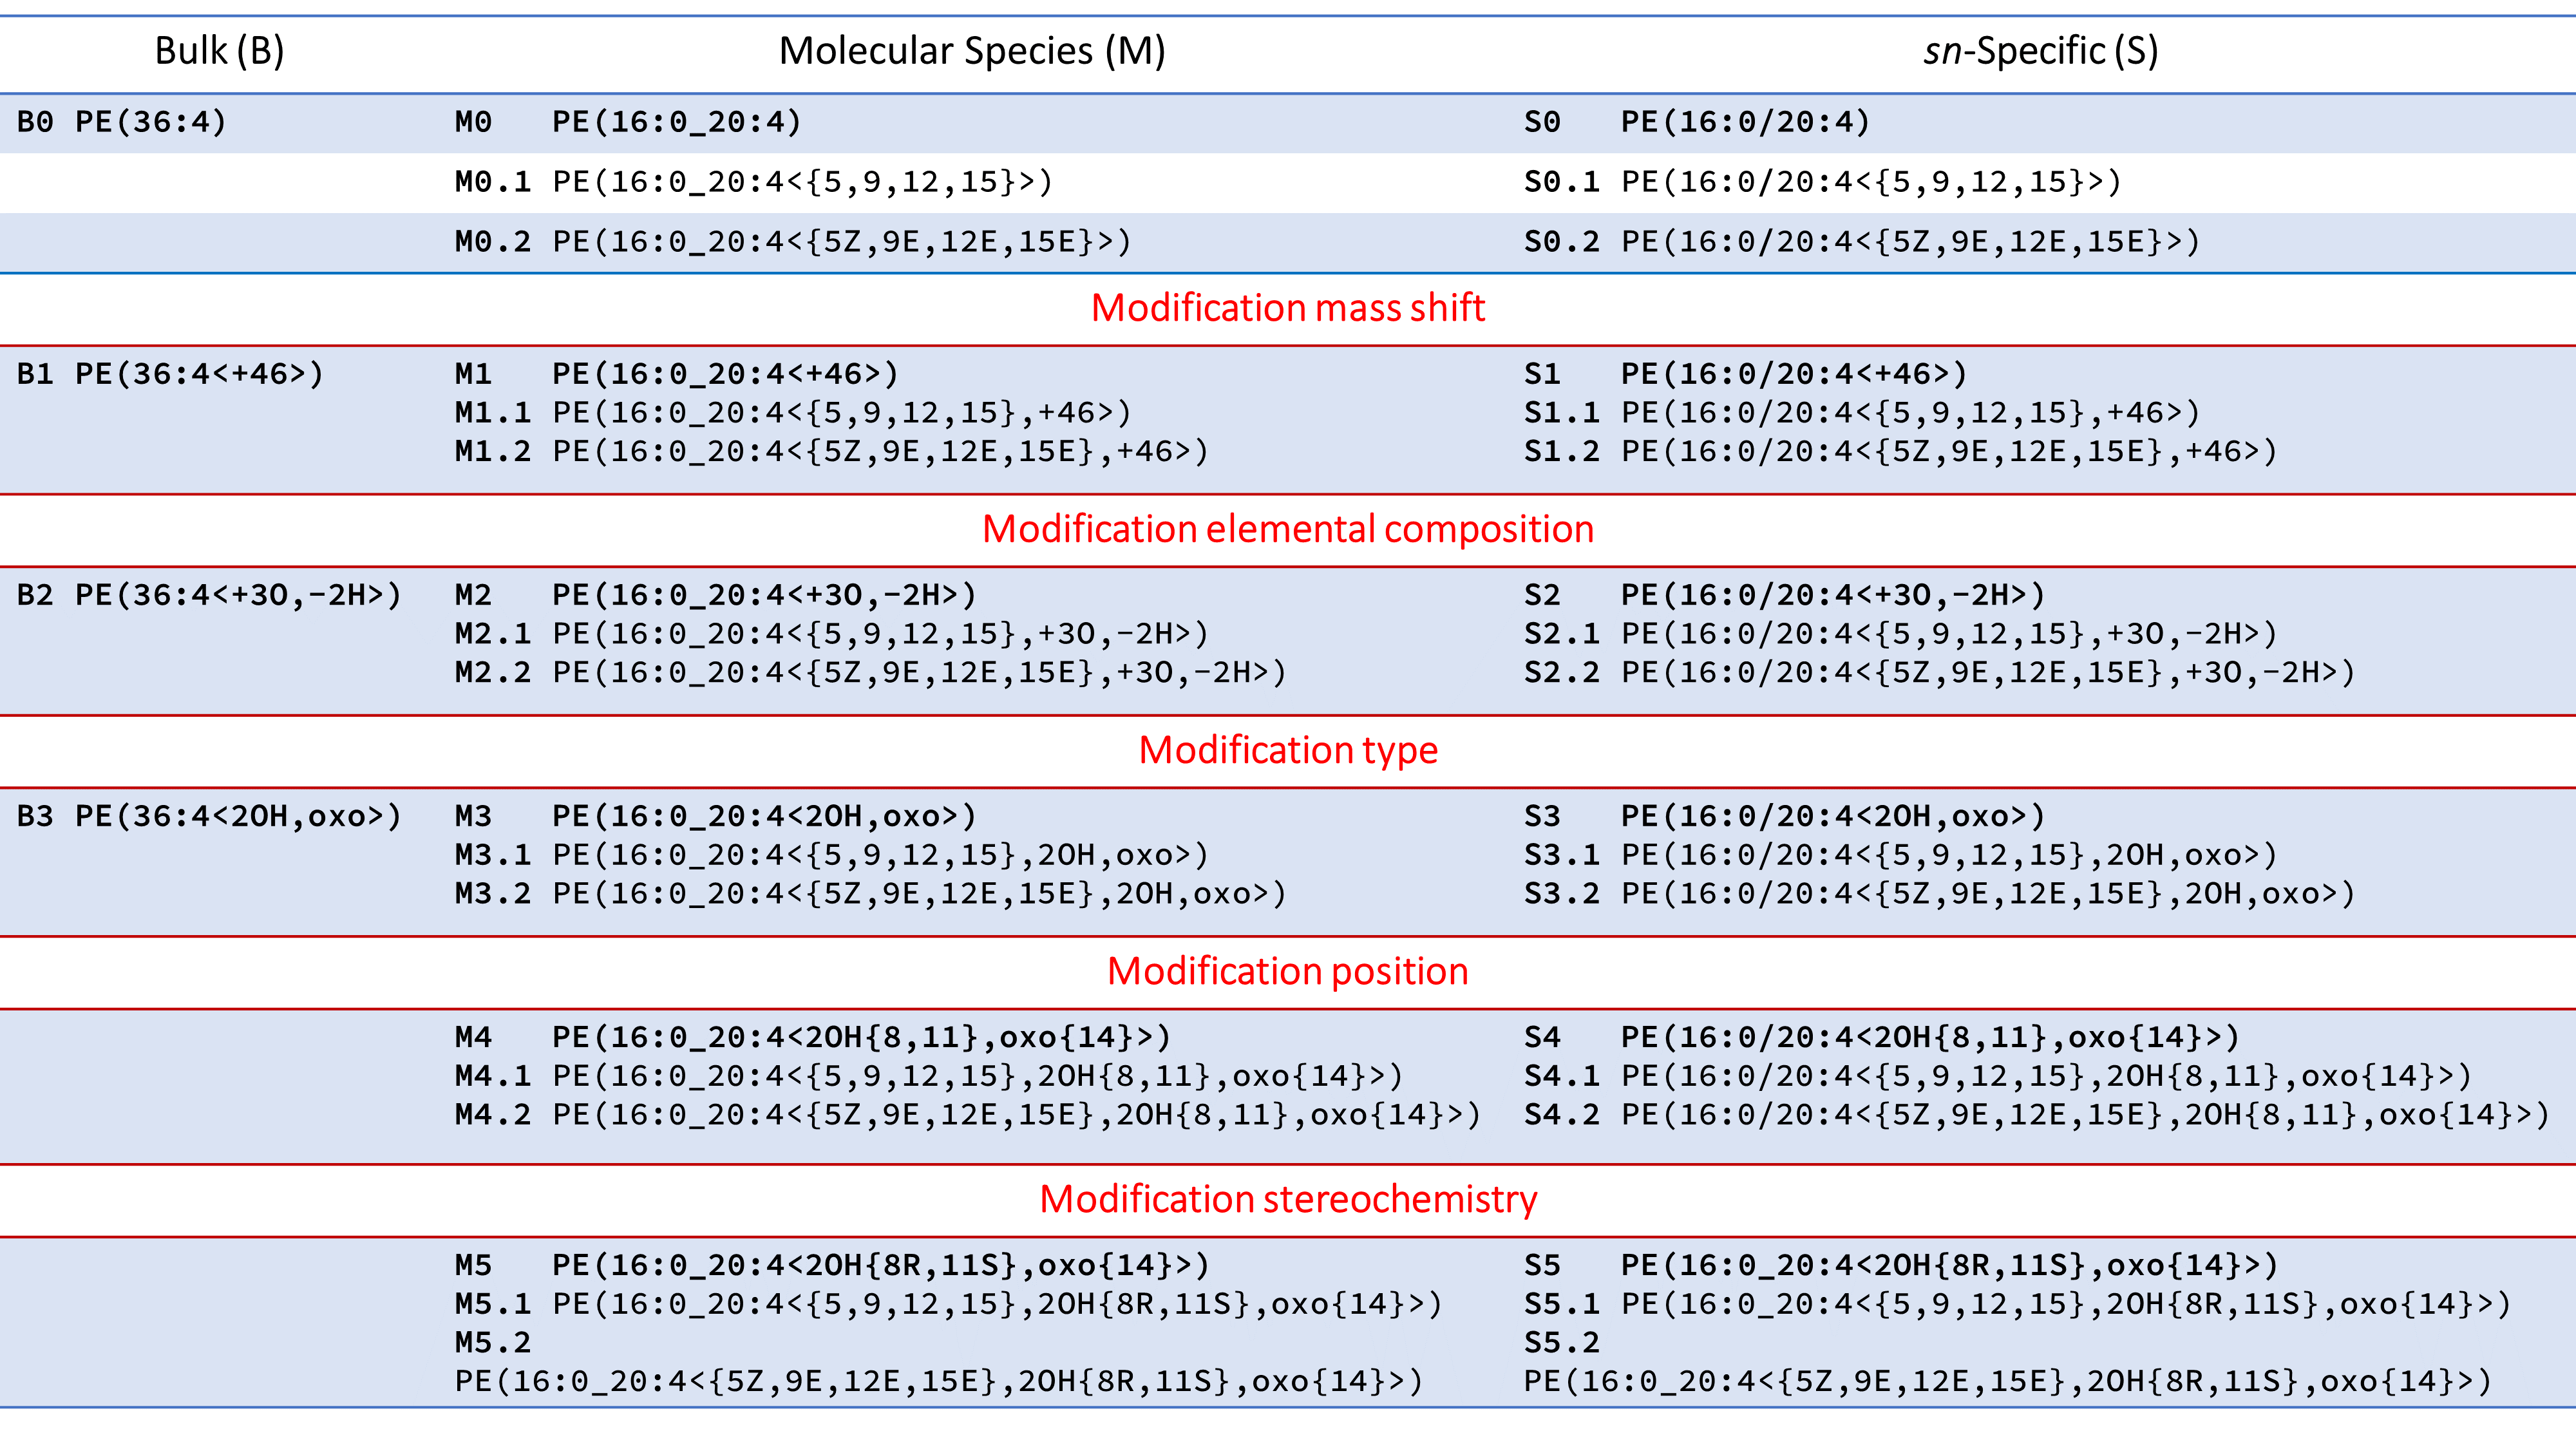 Bulk (B) Molecular Species (M) sn-Specific (S)
B0 PE(36:4) M0 PE(16:0_20:4) S0 PE(16:0/20:4)
M0.1 PE(16:0_20:4<{5,9,12,15}>) S0.1 PE(16:0/20:4<{5,9,12,15}>)
M0.2 PE(16:0_20:4<{5Z,9E,12E,15E}>) S0.2 PE(16:0/20:4<{5Z,9E,12E,15E}>)
Modification mass shift
B1 PE(36:4<+46>) M1 PE(16:0_20:4<+46>) S1 PE(16:0/20:4<+46>)
M1.1 PE(16:0_20:4<{5,9,12,15},+46>) S1.1 PE(16:0/20:4<{5,9,12,15},+46>)
M1.2 PE(16:0_20:4<{5Z,9E,12E,15E},+46>) S1.2 PE(16:0/20:4<{5Z,9E,12E,15E},+46>)
Modification elemental composition
B2 PE(36:4<+3O,-2H>) M2 PE(16:0_20:4<+3O,-2H>) S2 PE(16:0/20:4<+3O,-2H>)
M2.1 PE(16:0_20:4<{5,9,12,15},+3O,-2H>) S2.1 PE(16:0/20:4<{5,9,12,15},+3O,-2H>)
M2.2 PE(16:0_20:4<{5Z,9E,12E,15E},+3O,-2H>) S2.2 PE(16:0/20:4<{5Z,9E,12E,15E},+3O,-2H>)
Modification type
B3 PE(36:4<2OH,oxo>) M3 PE(16:0_20:4<2OH,oxo>) S3 PE(16:0/20:4<2OH,oxo>)
M3.1 PE(16:0_20:4<{5,9,12,15},2OH,oxo>) S3.1 PE(16:0/20:4<{5,9,12,15},2OH,oxo>)
M3.2 PE(16:0_20:4<{5Z,9E,12E,15E},2OH,oxo>) S3.2 PE(16:0/20:4<{5Z,9E,12E,15E},2OH,oxo>)
Modification position
M4 PE(16:0_20:4<2OH{8,11},oxo{14}>) S4 PE(16:0/20:4<2OH{8,11},oxo{14}>)
M4.1 PE(16:0_20:4<{5,9,12,15},2OH{8,11},oxo{14}>) S4.1 PE(16:0/20:4<{5,9,12,15},2OH{8,11},oxo{14}>)
M4.2 PE(16:0_20:4<{5Z,9E,12E,15E},2OH{8,11},oxo{14}>) S4.2 PE(16:0/20:4<{5Z,9E,12E,15E},2OH{8,11},oxo{14}>)
Modification stereochemistry
M5 PE(16:0_20:4<2OH{8R,11S},oxo{14}>) S5 PE(16:0_20:4<2OH{8R,11S},oxo{14}>)
M5.1 PE(16:0_20:4<{5,9,12,15},2OH{8R,11S},oxo{14}>) S5.1 PE(16:0_20:4<{5,9,12,15},2OH{8R,11S},oxo{14}>)
M5.2 S5.2
PE(16:0_20:4<{5Z,9E,12E,15E},2OH{8R,11S},oxo{14}>) PE(16:0_20:4<{5Z,9E,12E,15E},2OH{8R,11S},oxo{14}>)